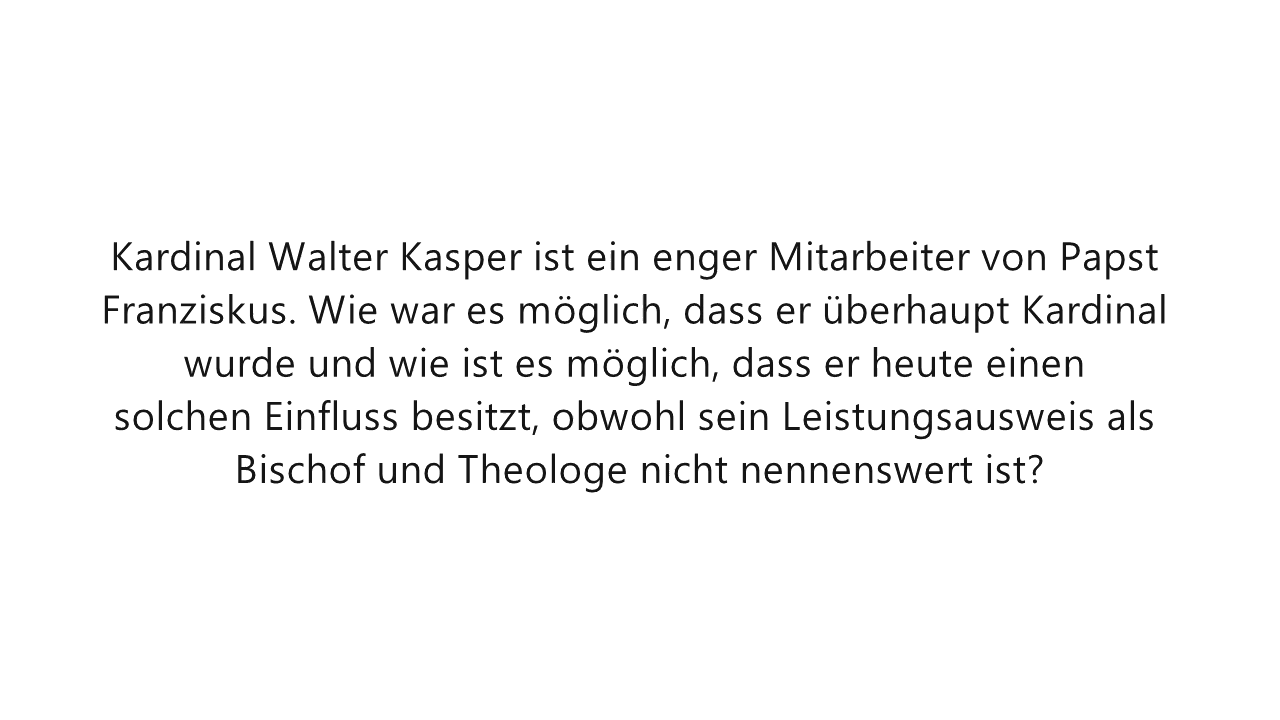 Kardinal Walter Kasper ist ein enger Mitarbeiter von Papst
Franziskus. Wie war es möglich, dass er überhaupt Kardinal
wurde und wie ist es möglich, dass er heute einen
solchen Einfluss besitzt, obwohl sein Leistungsausweis als
Bischof und Theologe nicht nennenswert ist?